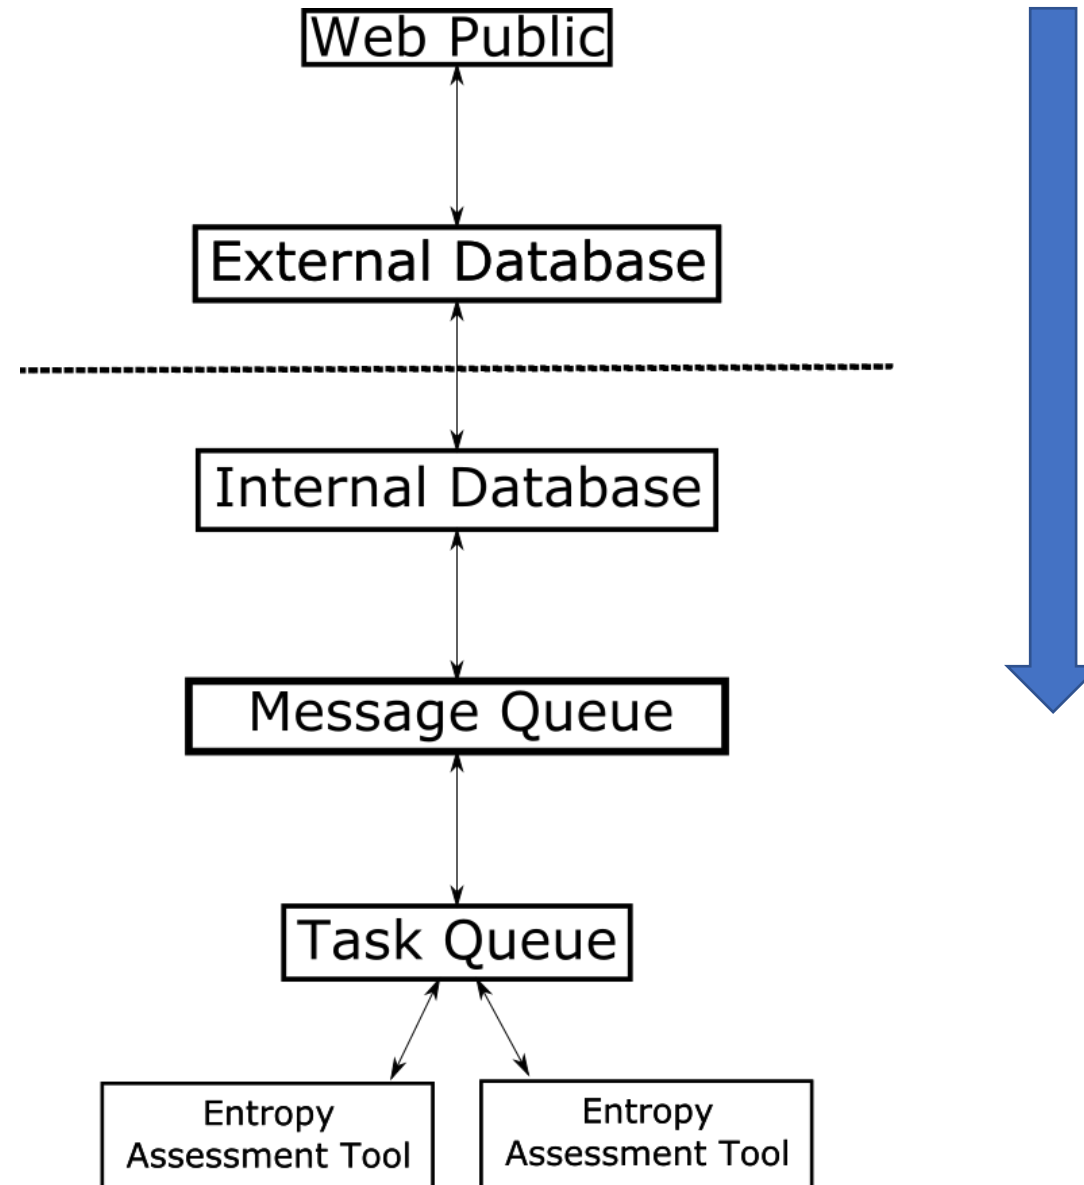 Web Public
External Database
Internal Database
Message Queue
Task Queue
Entropy
Assessment Tool
Entropy
Assessment Tool